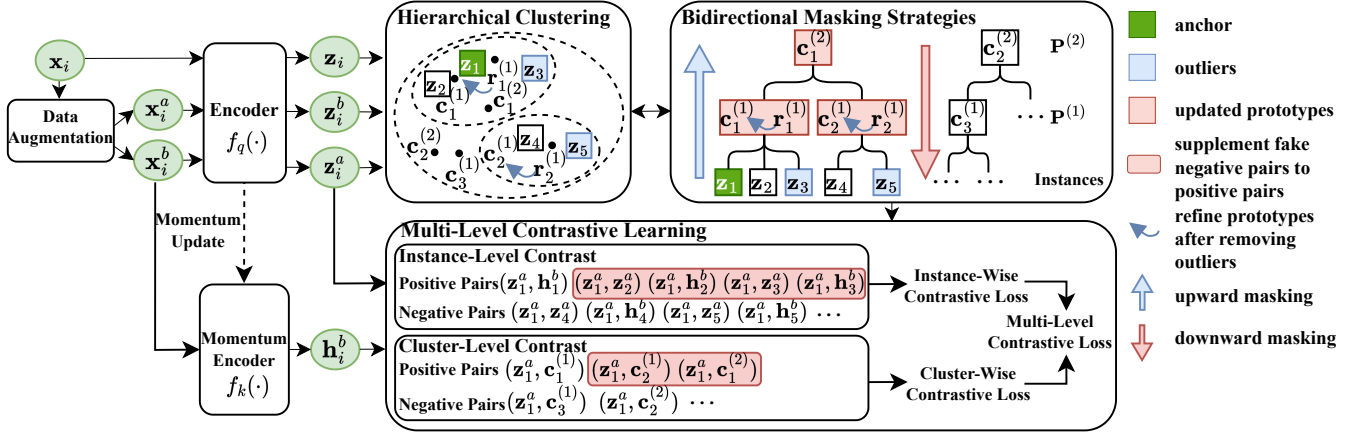 Hierarchical Clustering
Bidirectional Masking Strategies
x_i
Data
Augmentation
x_i^a
x_i^b
Encoder
f_q(·)
z_i
z_i^b
z_i^a
Momentum
Update
Momentum
Encoder
f_k(·)
h_i^b
z_1
z_2
z_3
r_1^{(1)}
c_1^{(1)}
c_1^{(2)}
c_2^{(2)}
c_3^{(1)}
c_2^{(1)}
z_4
z_5
r_2^{(1)}
c_1^{(2)}
c_2^{(2)}
P^{(2)}
c_1^{(1)} r_1^{(1)}
c_2^{(1)} r_2^{(1)}
c_3^{(1)}
···
P^{(1)}
z_1 z_2 z_3 z_4 z_5 ··· ···
Instances
Multi-Level Contrastive Learning
Instance-Level Contrast
Positive Pairs (z_1^a, h_1^b) (z_1^a, z_2^a) (z_1^a, h_2^b) (z_1^a, z_3^a) (z_1^a, h_3^b)
Negative Pairs (z_1^a, z_4^a) (z_1^a, h_4^b) (z_1^a, z_5^a) (z_1^a, h_5^b) ···
Cluster-Level Contrast
Positive Pairs (z_1^a, c_1^{(1)}) (z_1^a, c_2^{(1)}) (z_1^a, c_1^{(2)})
Negative Pairs (z_1^a, c_3^{(1)}) (z_1^a, c_2^{(2)}) ···
Instance-Wise
Contrastive Loss
Multi-Level
Contrastive Loss
Cluster-Wise
Contrastive Loss
anchor
outliers
updated prototypes
supplement fake
negative pairs to
positive pairs
refine prototypes
after removing
outliers
upward masking
downward masking